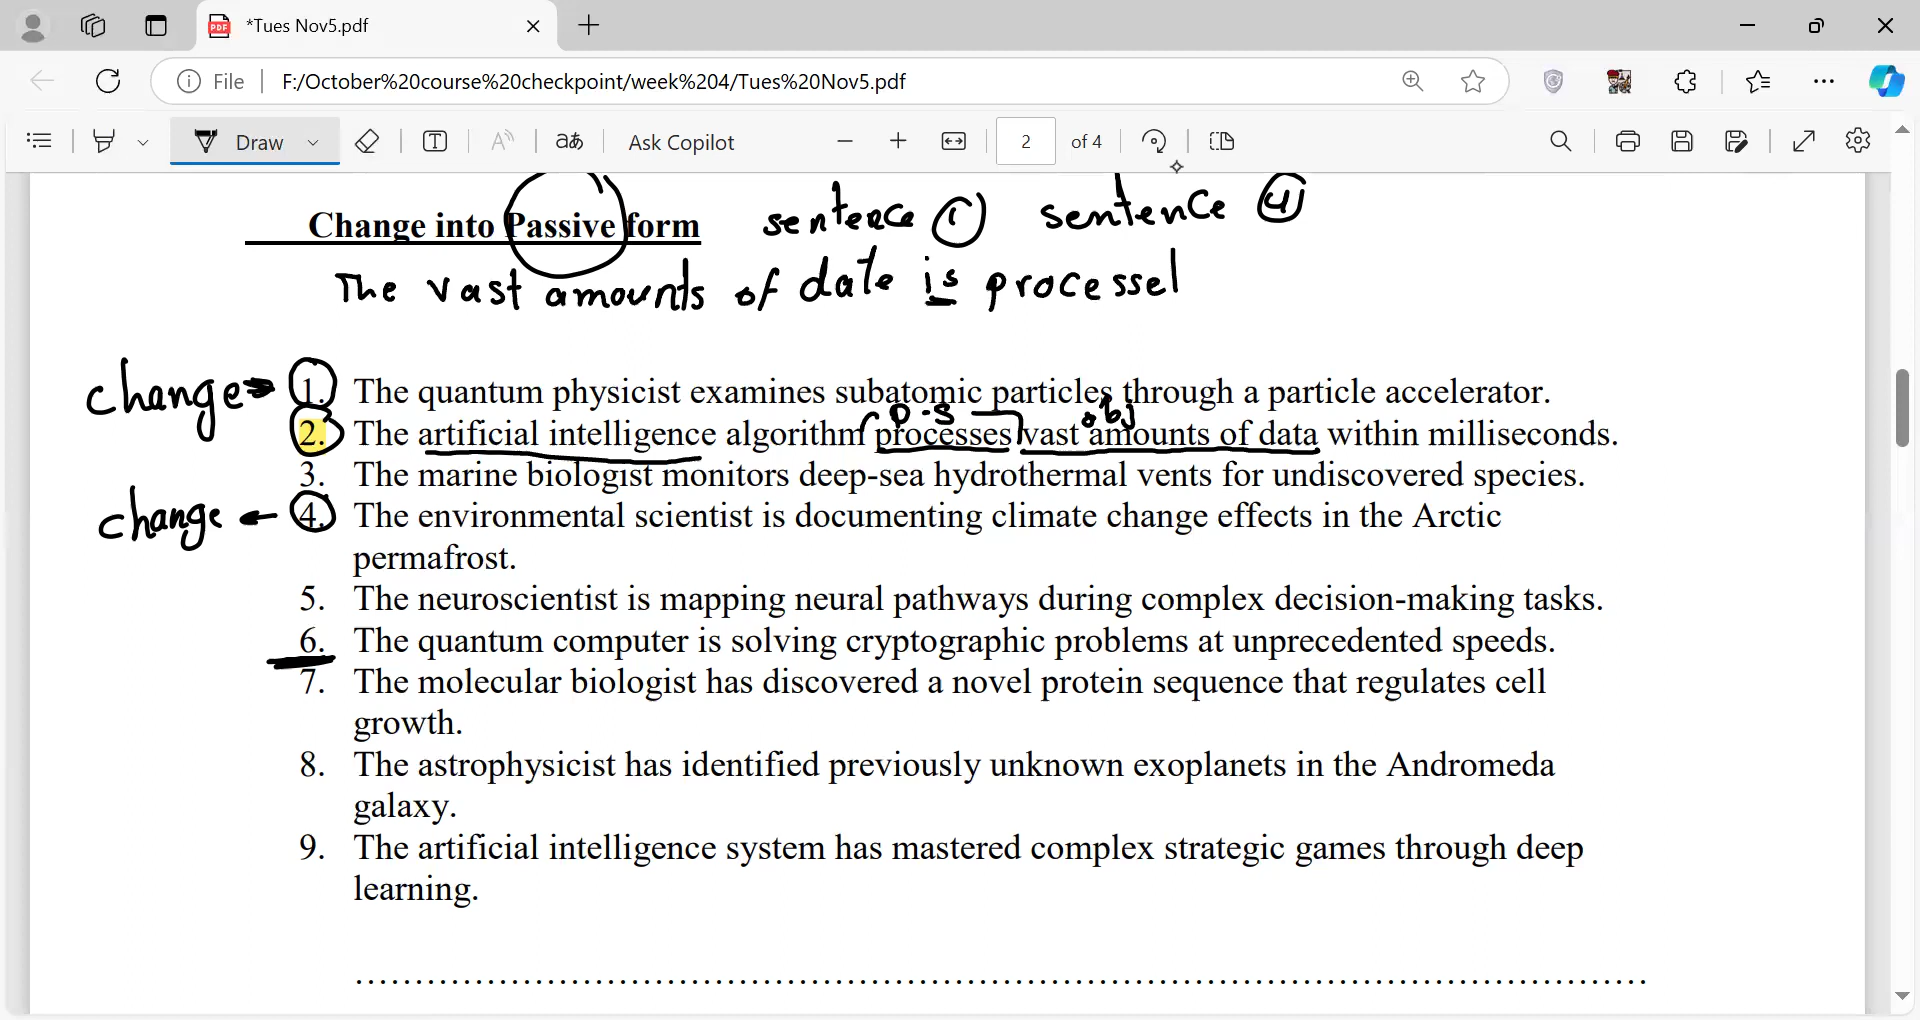 *Tues Nov5.pdf
File F:/October%20course%20checkpoint/week%204/Tues%20Nov5.pdf
Draw aあ Ask Copilot 2 of 4
Change into Passive form sentence 1 sentence 4
The vast amounts of date is processed
change 1. The quantum physicist examines subatomic particles through a particle accelerator.
P.S obj
2. The artificial intelligence algorithm processes vast amounts of data within milliseconds.
3. The marine biologist monitors deep-sea hydrothermal vents for undiscovered species.
change 4. The environmental scientist is documenting climate change effects in the Arctic
permafrost.
5. The neuroscientist is mapping neural pathways during complex decision-making tasks.
6. The quantum computer is solving cryptographic problems at unprecedented speeds.
7. The molecular biologist has discovered a novel protein sequence that regulates cell
growth.
8. The astrophysicist has identified previously unknown exoplanets in the Andromeda
galaxy.
9. The artificial intelligence system has mastered complex strategic games through deep
learning.